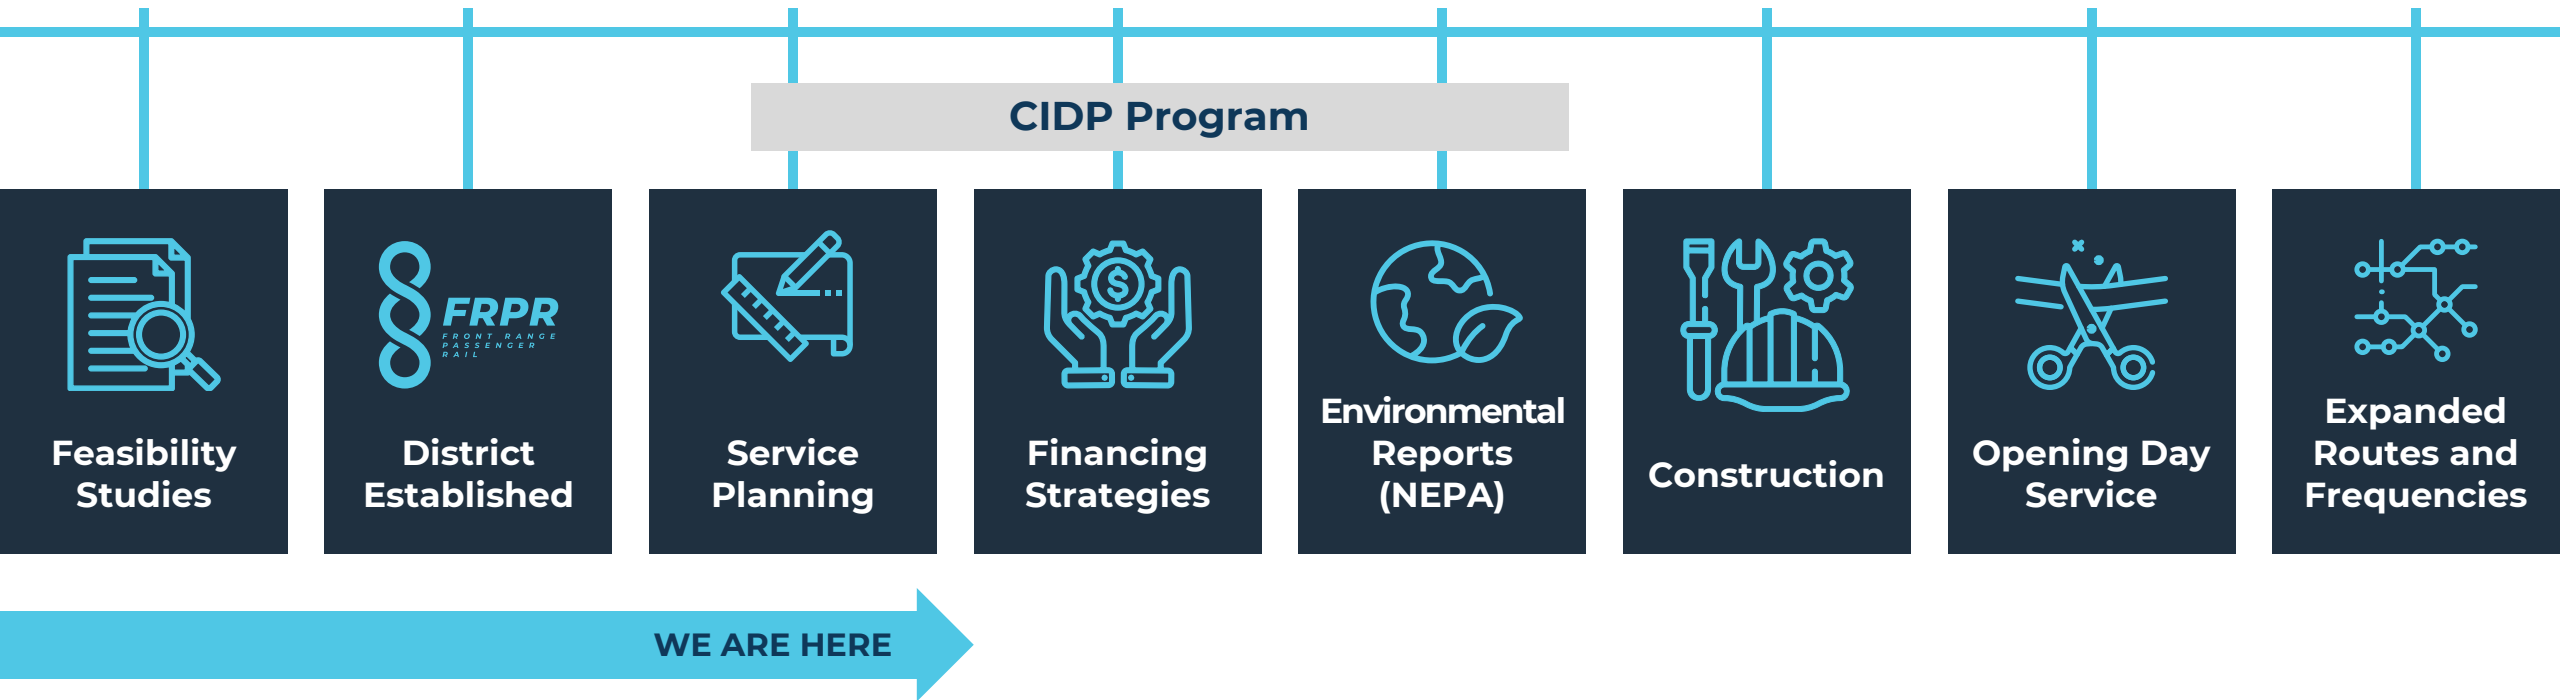 CIDP Program
Feasibility
Studies
FRPR
FRONT RANGE
PASSENGER
RAIL
District
Established
Service
Planning
$
Financing
Strategies
Environmental
Reports
(NEPA)
Construction
Opening Day
Service
Expanded
Routes and
Frequencies
WE ARE HERE